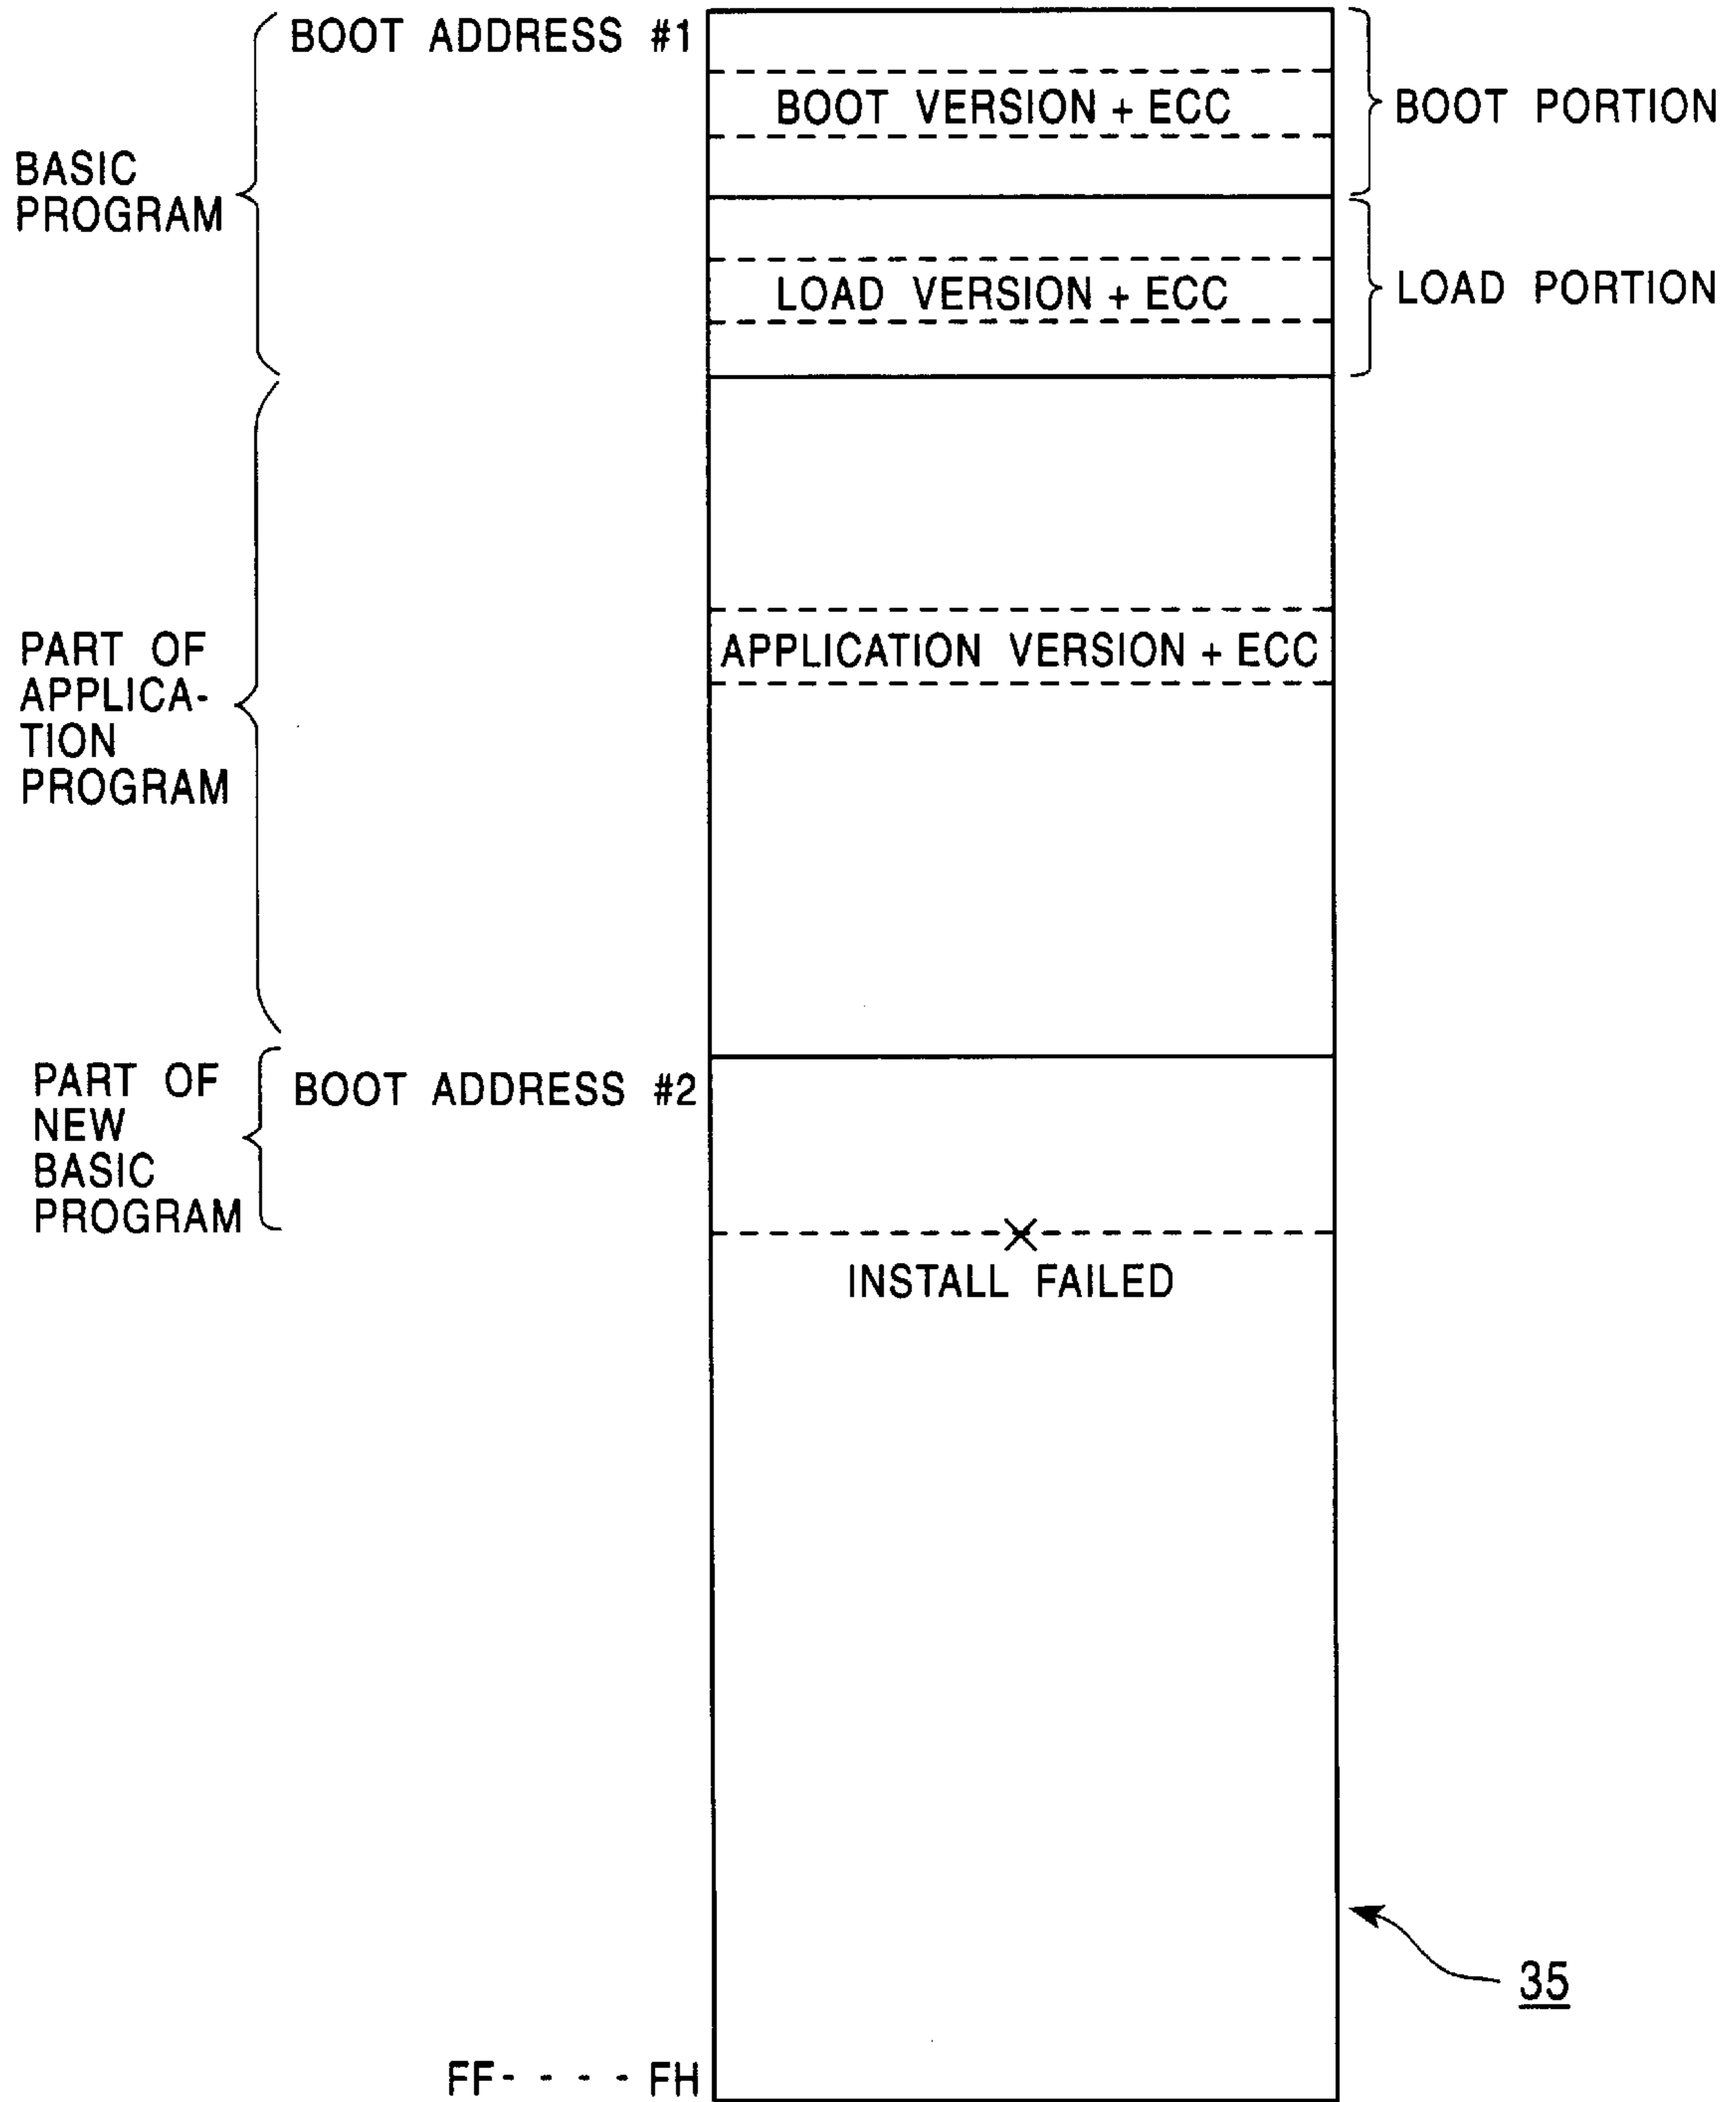 BOOT ADDRESS #1
BOOT VERSION + ECC
BOOT PORTION
BASIC
PROGRAM
LOAD VERSION + ECC
LOAD PORTION
PART OF
APPLICA-
TION
PROGRAM
APPLICATION VERSION + ECC
PART OF
NEW
BASIC
PROGRAM
BOOT ADDRESS #2
INSTALL FAILED
35
FF- - - - FH